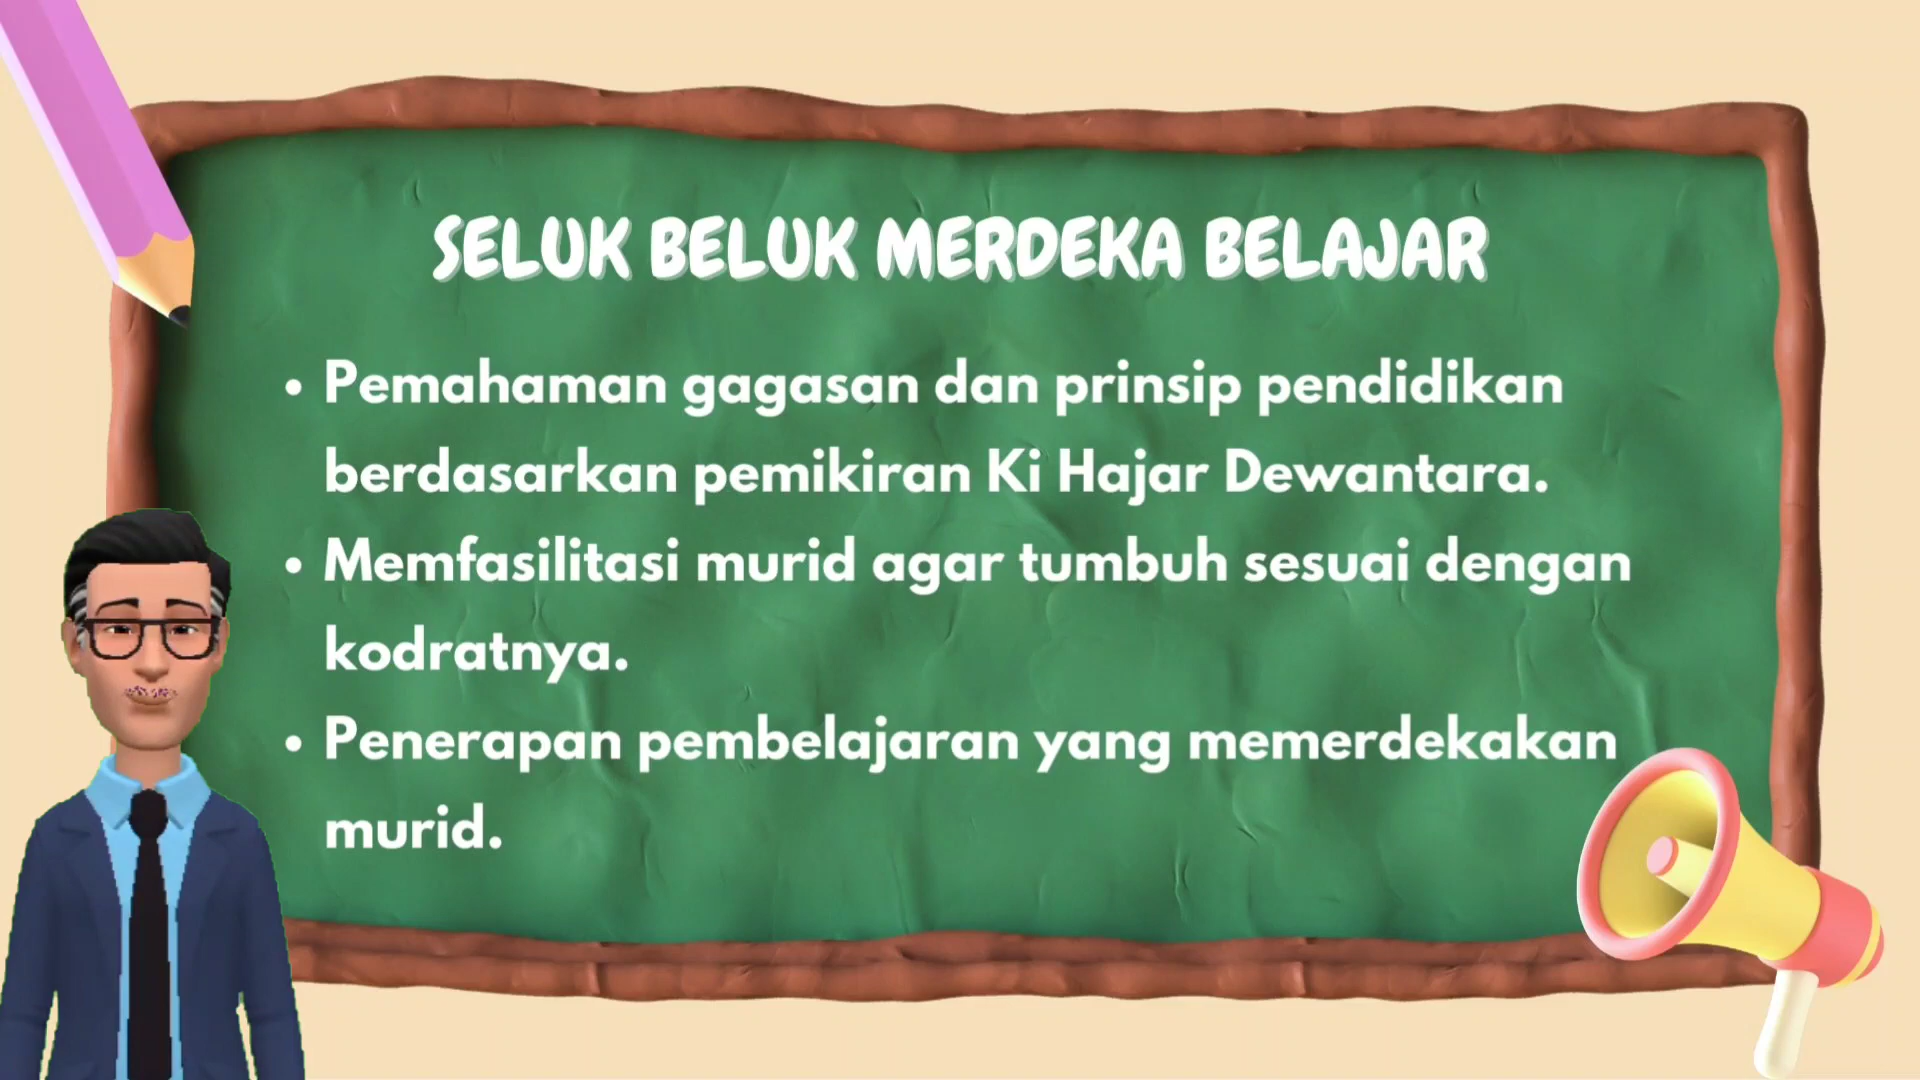 SELUK BELUK MERDEKA BELAJAR
• Pemahaman gagasan dan prinsip pendidikan
berdasarkan pemikiran Ki Hajar Dewantara.
• Memfasilitasi murid agar tumbuh sesuai dengan
kodratnya.
• Penerapan pembelajaran yang memerdekakan
murid.